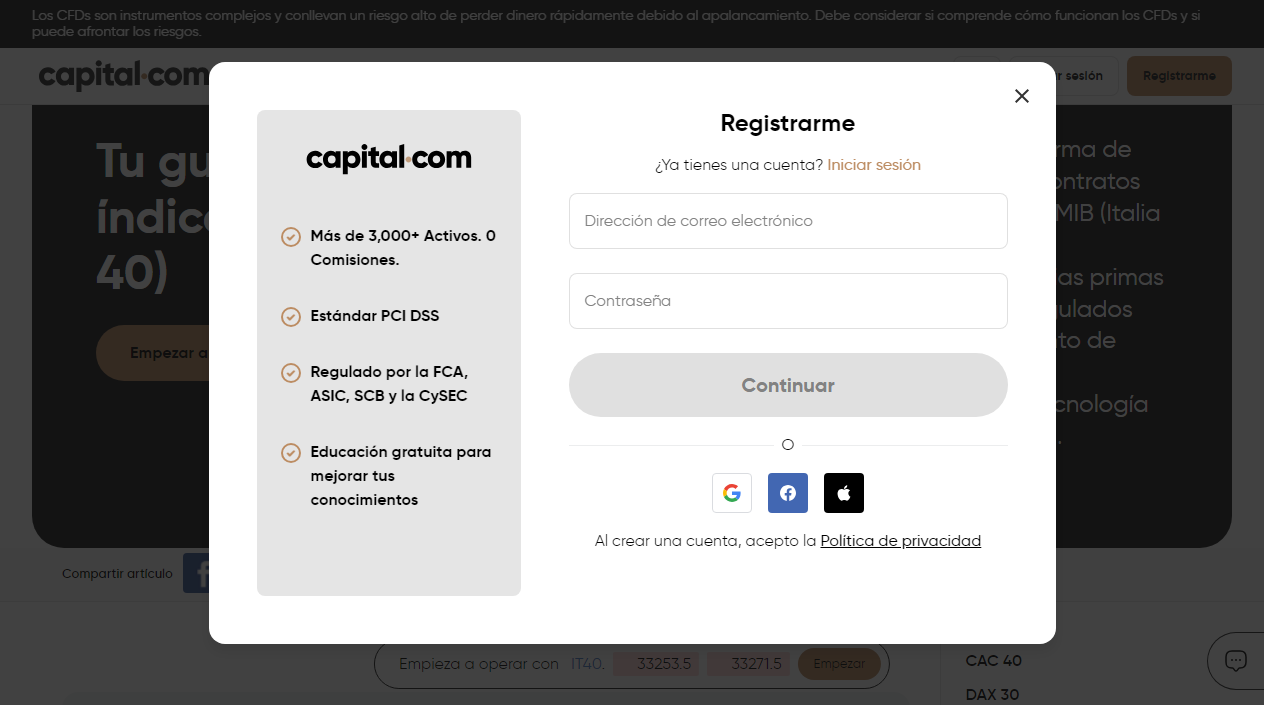 Los CFDs son instrumentos complejos y conllevan un riesgo alto de perder dinero rápidamente debido al apalancamiento. Debe considerar si comprende cómo funcionan los CFDs y si
puede afrontar los riesgos.
capital.com
r sesión
Registrarme
Tu gu
índic
40)
Empezar a
rma de
ontratos
MIB (Italia
as primas
ulados
to de
cnología
.
capital.com
Más de 3,000+ Activos. 0
Comisiones.
Estándar PCI DSS
Regulado por la FCA,
ASIC, SCB y la CySEC
Educación gratuita para
mejorar tus
conocimientos
Registrarme
¿Ya tienes una cuenta? Iniciar sesión
Dirección de correo electrónico
Contraseña
Continuar
O
Al crear una cuenta, acepto la Política de privacidad
Compartir artículo
Empieza a operar con IT40. 33253.5 33271.5 Empezar
CAC 40
DAX 30